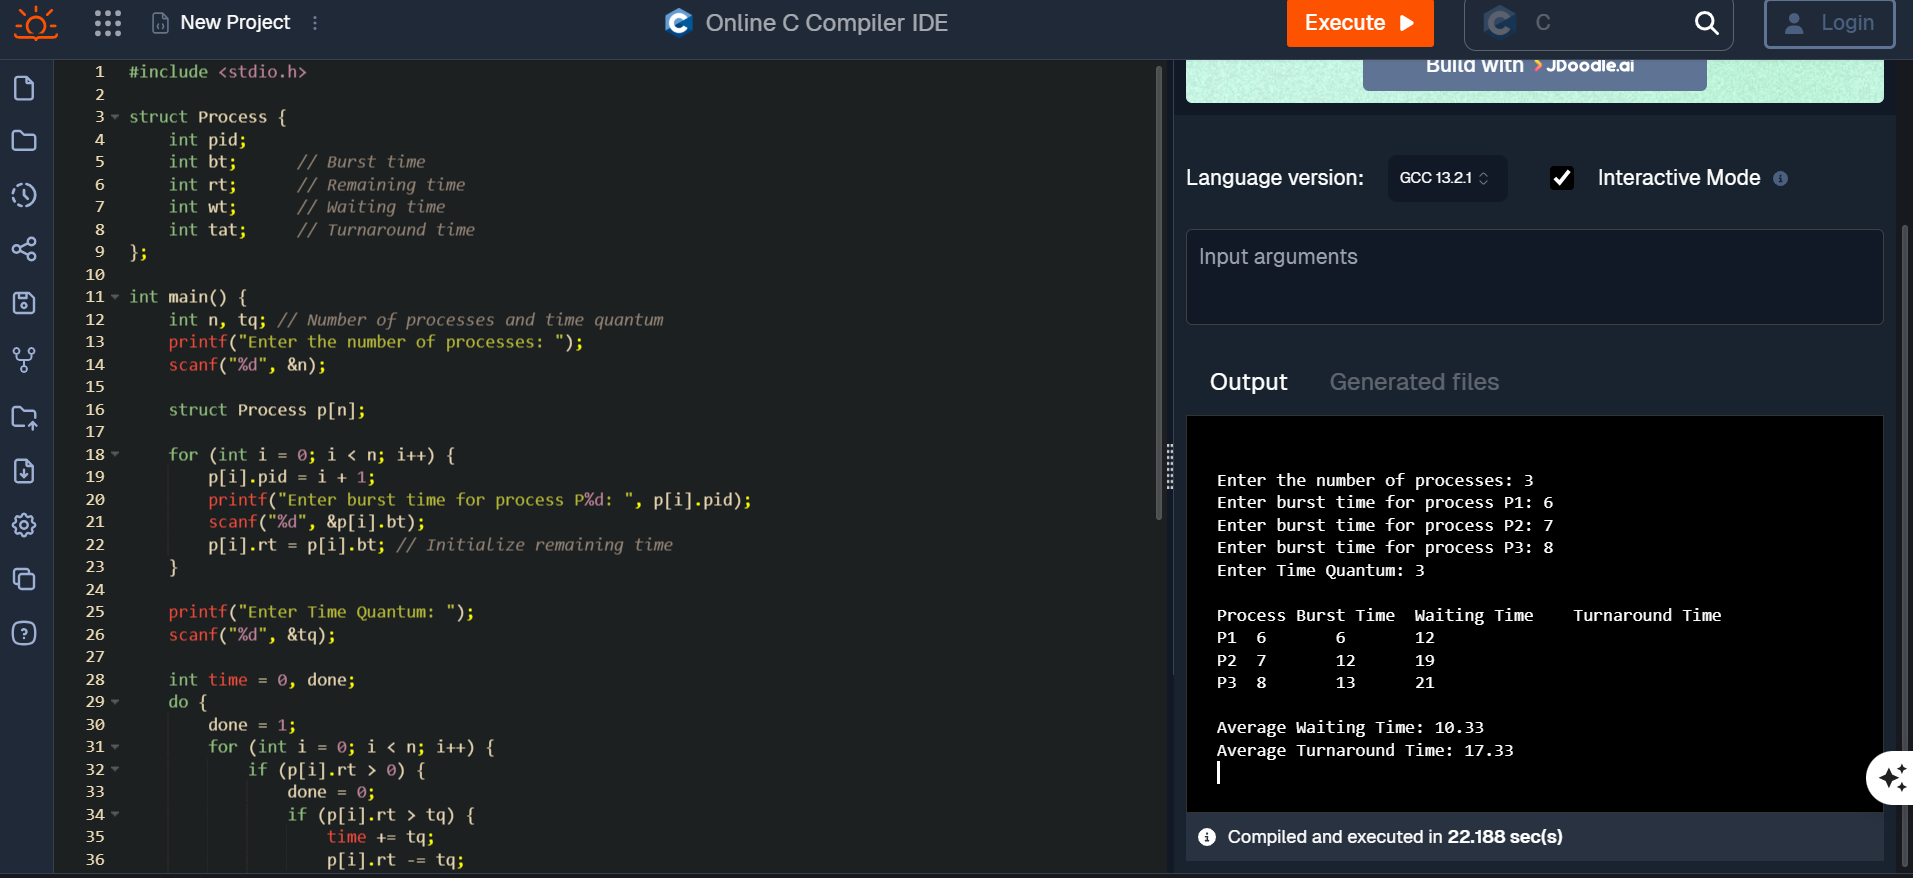 New Project
Online C Compiler IDE
Execute
C
Login
1 #include <stdio.h>
2
3 struct Process {
4     int pid;
5     int bt;      // Burst time
6     int rt;      // Remaining time
7     int wt;      // Waiting time
8     int tat;     // Turnaround time
9 };
10
11 int main() {
12     int n, tq; // Number of processes and time quantum
13     printf("Enter the number of processes: ");
14     scanf("%d", &n);
15
16     struct Process p[n];
17
18     for (int i = 0; i < n; i++) {
19         p[i].pid = i + 1;
20         printf("Enter burst time for process P%d: ", p[i].pid);
21         scanf("%d", &p[i].bt);
22         p[i].rt = p[i].bt; // Initialize remaining time
23     }
24
25     printf("Enter Time Quantum: ");
26     scanf("%d", &tq);
27
28     int time = 0, done;
29     do {
30         done = 1;
31         for (int i = 0; i < n; i++) {
32             if (p[i].rt > 0) {
33                 done = 0;
34                 if (p[i].rt > tq) {
35                     time += tq;
36                     p[i].rt -= tq;
Build with JDoodle.ai
Language version: GCC 13.2.1 Interactive Mode
Input arguments
Output Generated files
Enter the number of processes: 3
Enter burst time for process P1: 6
Enter burst time for process P2: 7
Enter burst time for process P3: 8
Enter Time Quantum: 3
Process Burst Time  Waiting Time    Turnaround Time
P1  6       6       12
P2  7       12      19
P3  8       13      21
Average Waiting Time: 10.33
Average Turnaround Time: 17.33
Compiled and executed in 22.188 sec(s)